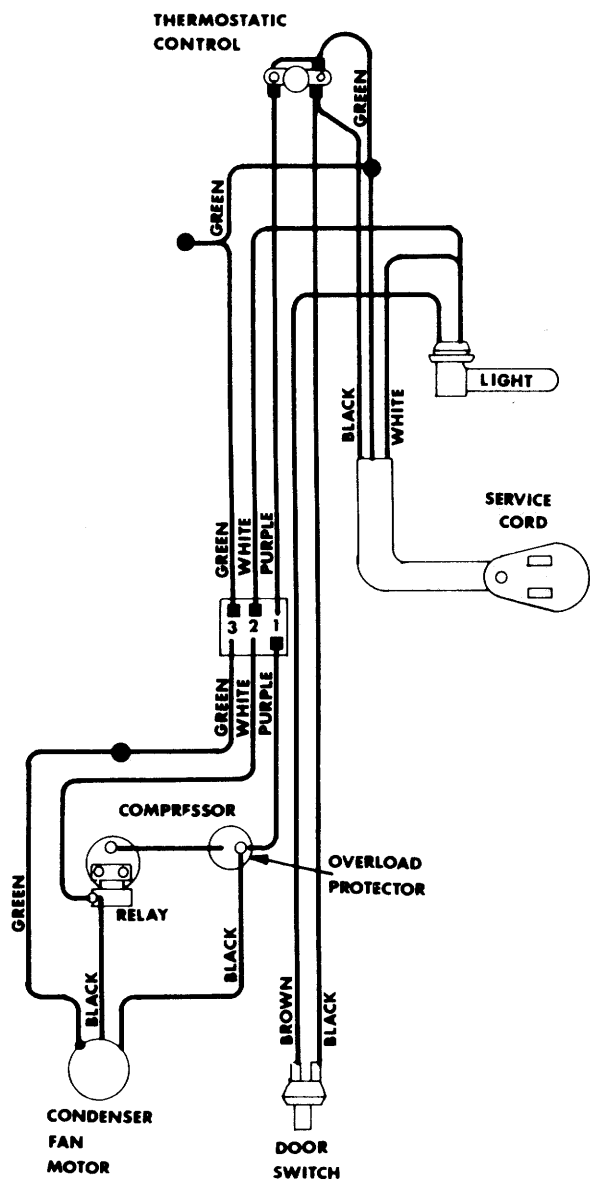 THERMOSTATIC
CONTROL
GREEN
GREEN
LIGHT
BLACK
WHITE
SERVICE
CORD
GREEN
WHITE
PURPLE
3 2 1
GREEN
WHITE
PURPLE
COMPRESSOR
OVERLOAD
PROTECTOR
RELAY
GREEN
BLACK
BLACK
BROWN
BLACK
CONDENSER
FAN
MOTOR
DOOR
SWITCH